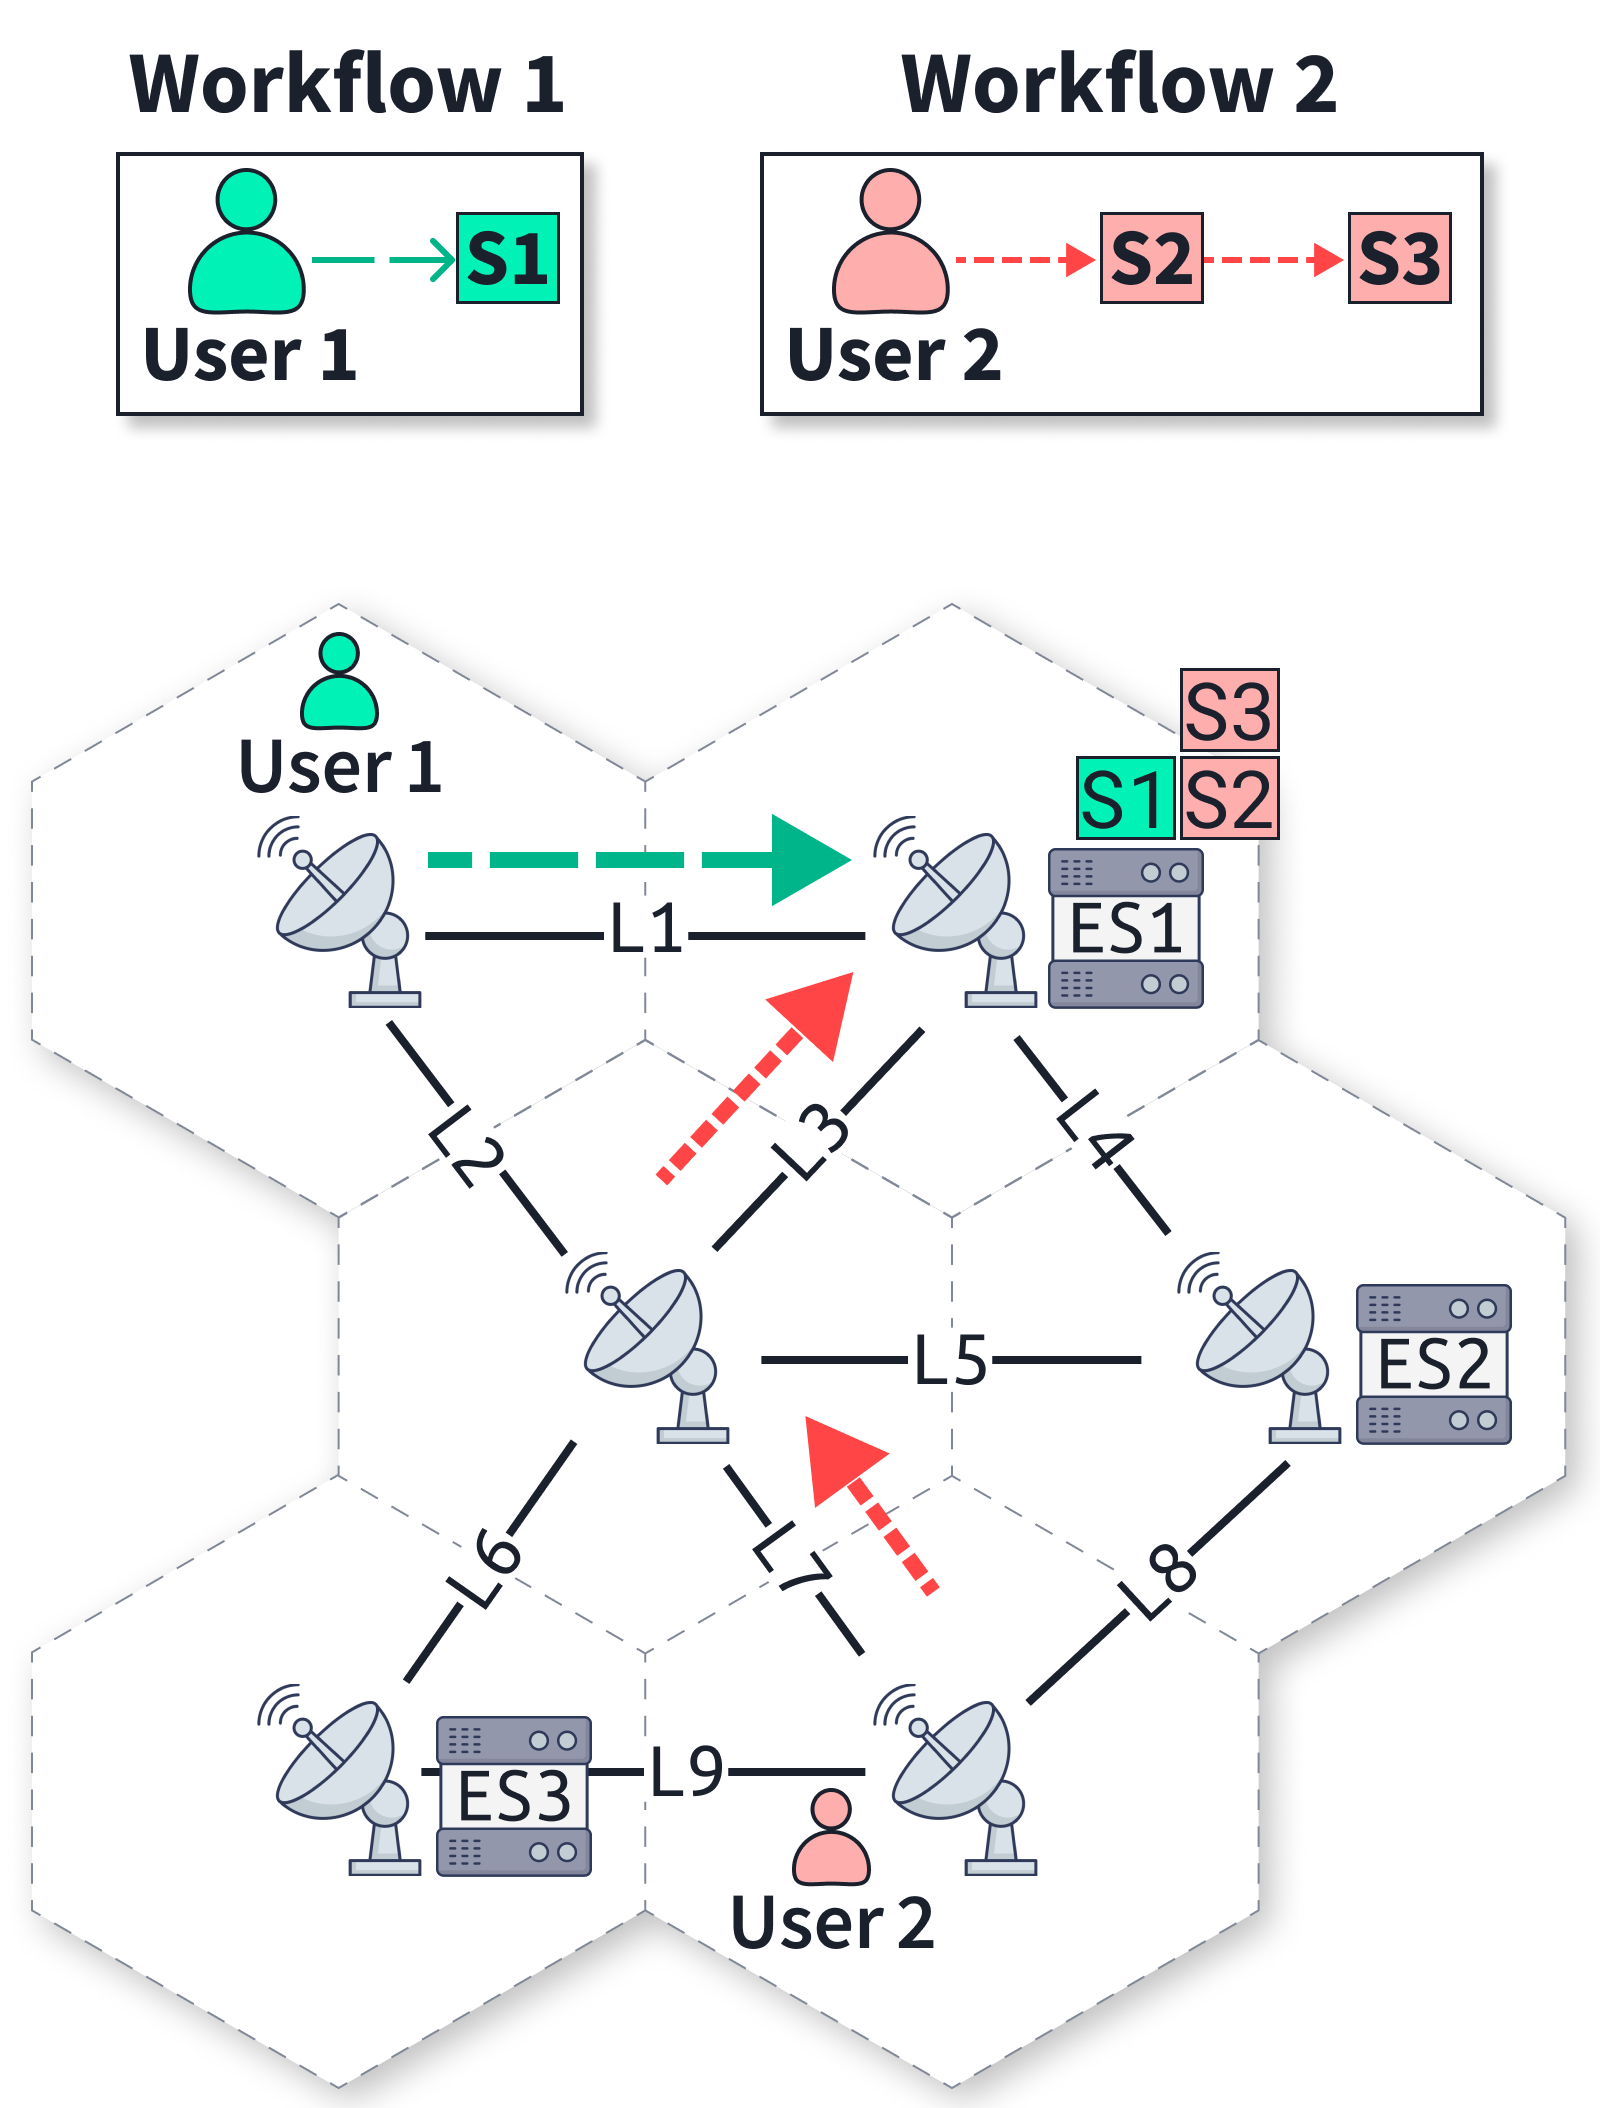 Workflow 1
Workflow 2
S1
User 1
S2
S3
User 2
User 1
S3
S1
S2
L1
ES1
L2
L3
L4
L5
ES2
L6
L7
L8
ES3
L9
User 2